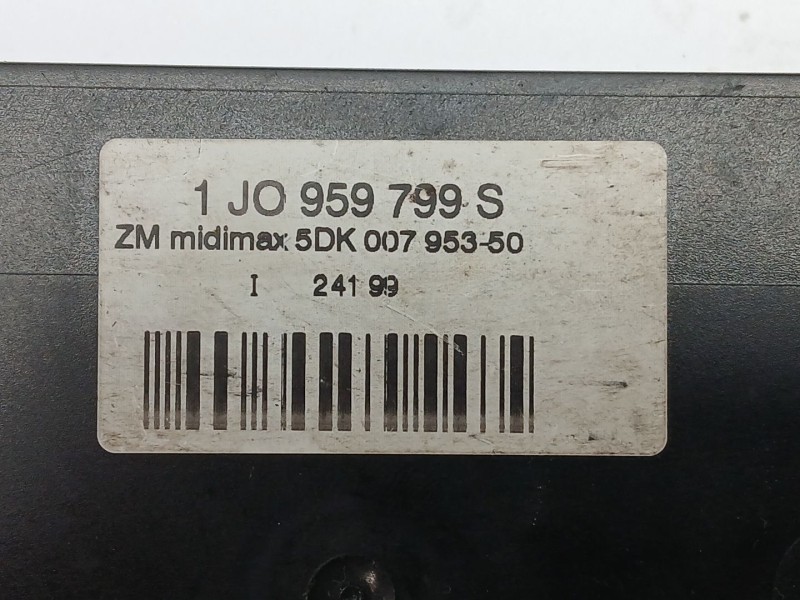 1 JO 959 799 S
ZM midimax 5DK 007 953-50
I 241 99